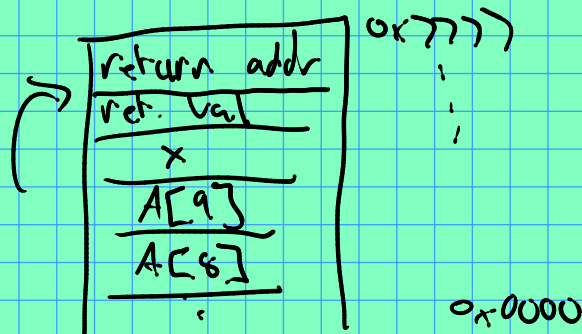 return addr
0x7777
ret. val
x
A[9]
A[8]
0x0000